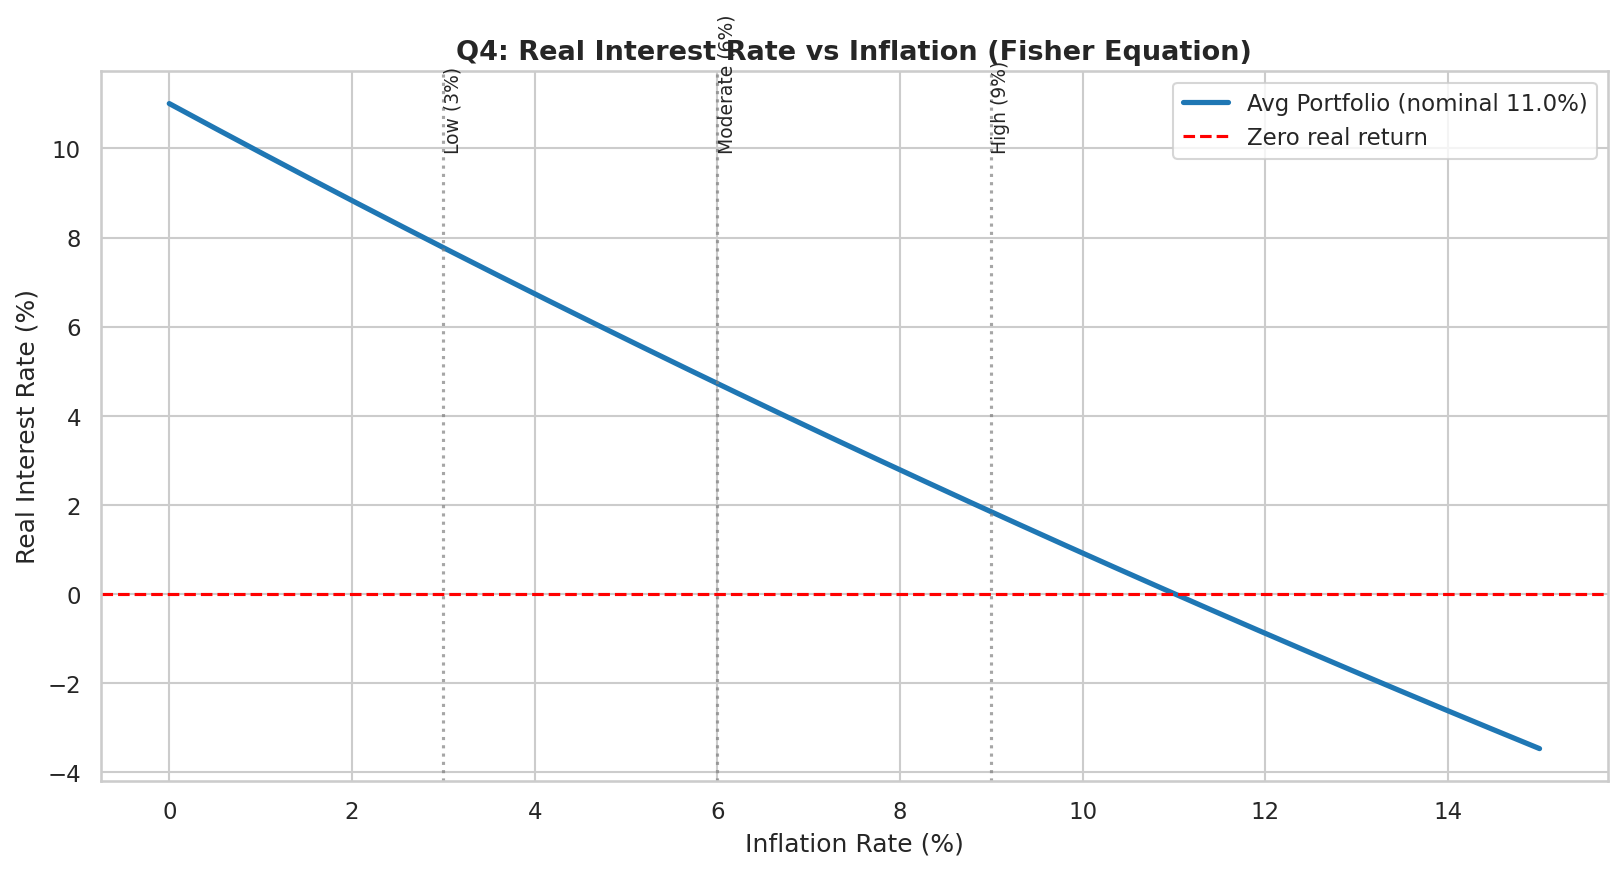 Q4: Real Interest Rate vs Inflation (Fisher Equation)
Low (3%)
Moderate (6%)
High (9%)
Avg Portfolio (nominal 11.0%)
Zero real return
Real Interest Rate (%)
10
8
6
4
2
0
−2
−4
0 2 4 6 8 10 12 14
Inflation Rate (%)